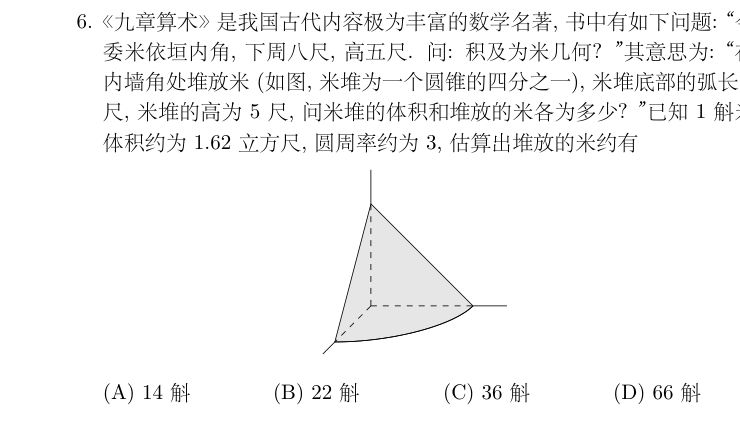 6. 《九章算术》是我国古代内容极为丰富的数学名著, 书中有如下问题: “
委米依垣内角, 下周八尺, 高五尺. 问: 积及为米几何? ”其意思为: “
内墙角处堆放米 (如图, 米堆为一个圆锥的四分之一), 米堆底部的弧长
尺, 米堆的高为 5 尺, 问米堆的体积和堆放的米各为多少? ”已知 1 斛
体积约为 1.62 立方尺, 圆周率约为 3, 估算出堆放的米约有
(A) 14 斛 (B) 22 斛 (C) 36 斛 (D) 66 斛